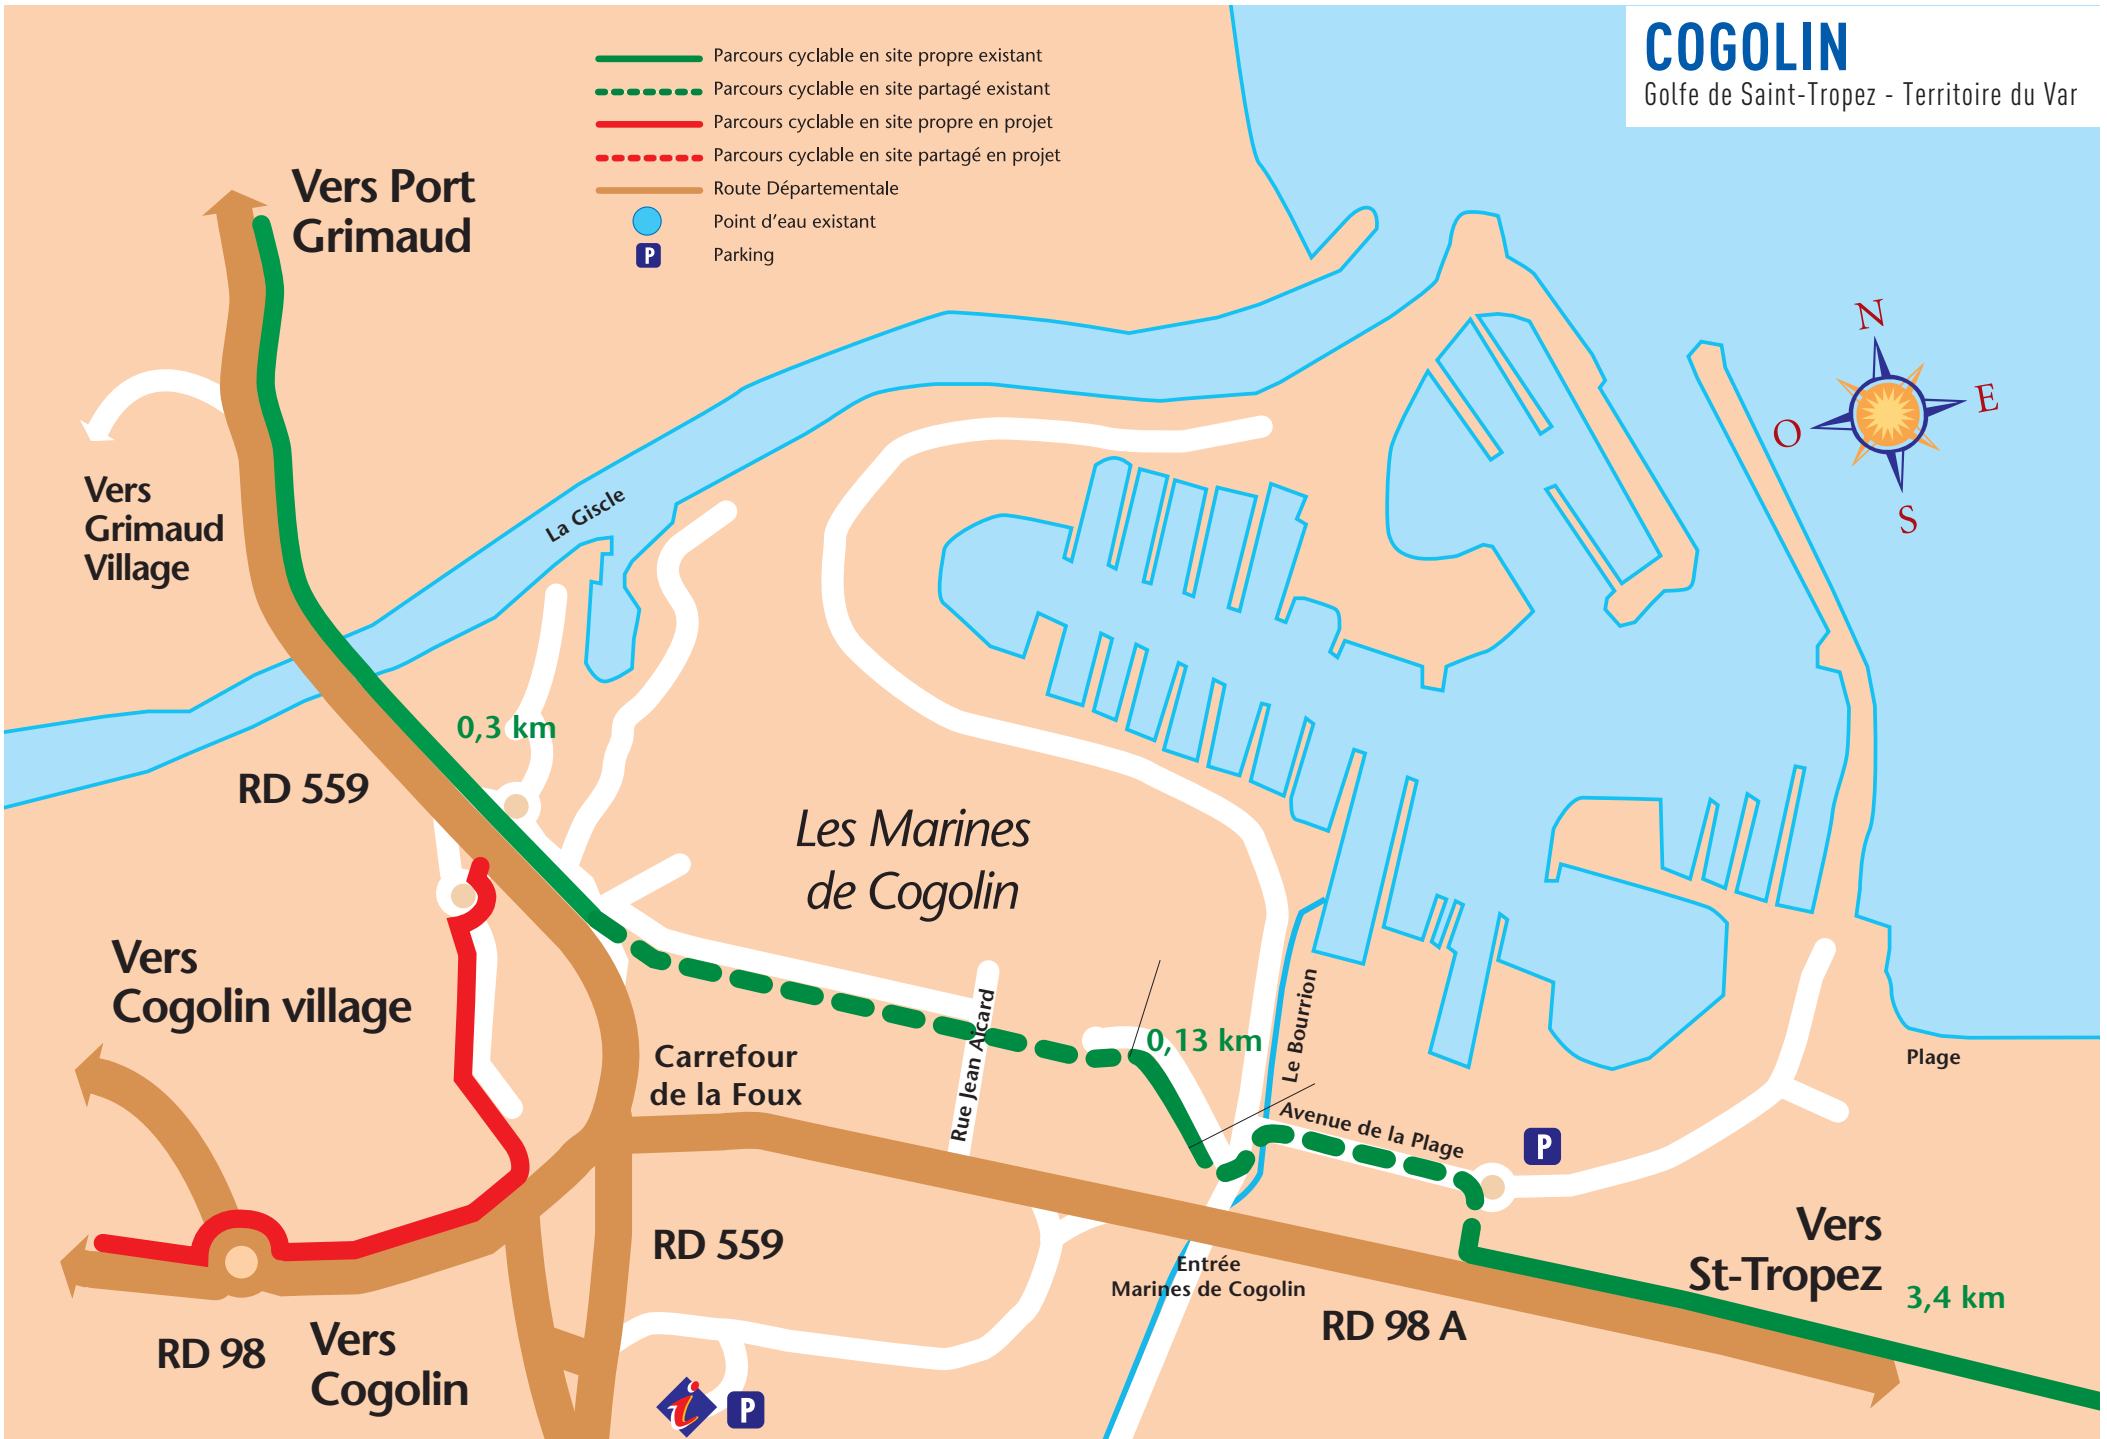 COGOLIN
Golfe de Saint-Tropez - Territoire du Var
Parcours cyclable en site propre existant
Parcours cyclable en site partagé existant
Parcours cyclable en site propre en projet
Parcours cyclable en site partagé en projet
Route Départementale
Point d'eau existant
P Parking
Vers Port
Grimaud
N
E
O
S
Vers
Grimaud
Village
La Giscle
0,3 km
RD 559
Les Marines
de Cogolin
Vers
Cogolin village
Carrefour
de la Foux
Rue Jean Aicard
0,13 km
Le Bourrion
Avenue de la Plage
P
Plage
Vers
St-Tropez
3,4 km
RD 559
Entrée
Marines de Cogolin
RD 98 A
RD 98
Vers
Cogolin
i
P